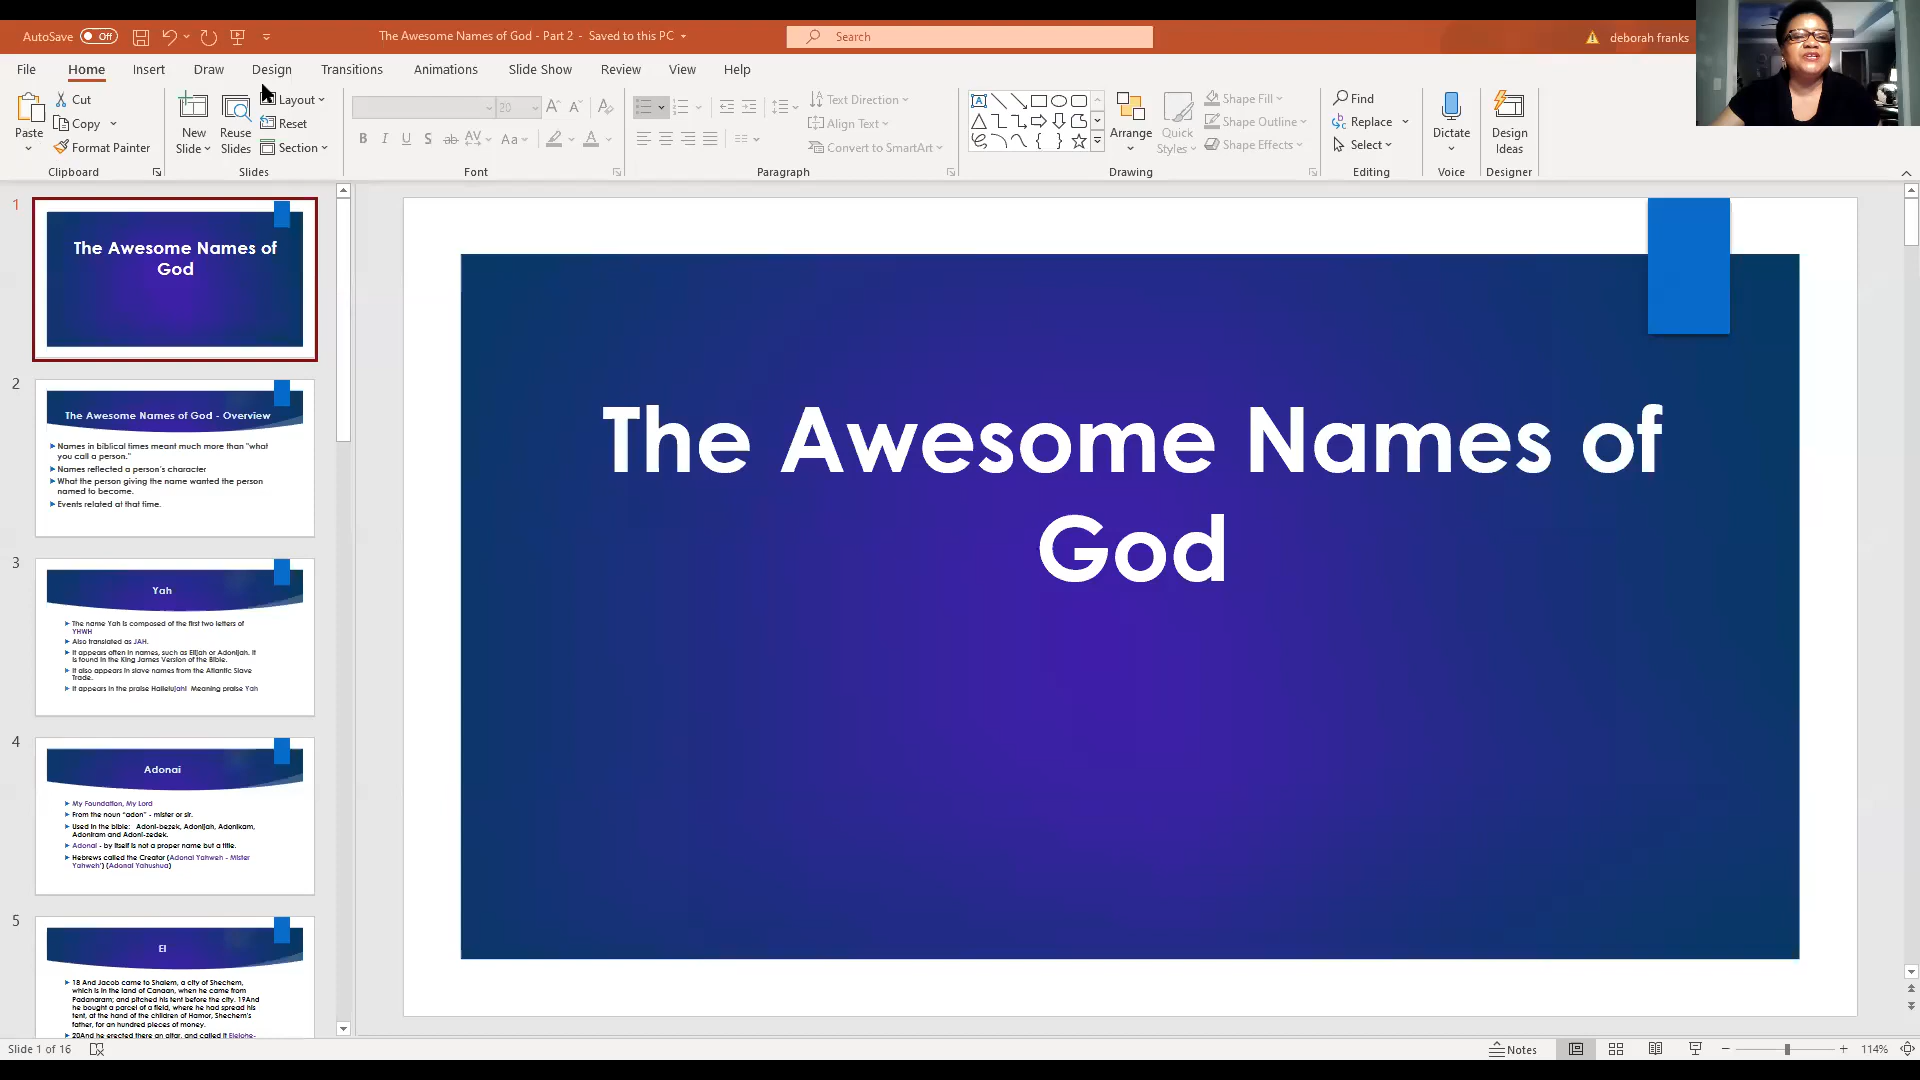 AutoSave Off
The Awesome Names of God - Part 2 - Saved to this PC
Search
deborah franks
File Home Insert Draw Design Transitions Animations Slide Show Review View Help
Paste
Cut
Copy
Format Painter
Clipboard
New Slide
Reuse Slides
Layout
Reset
Section
Slides
20
Font
Text Direction
Align Text
Convert to SmartArt
Paragraph
Arrange
Quick Styles
Shape Fill
Shape Outline
Shape Effects
Drawing
Find
Replace
Select
Editing
Dictate
Voice
Design Ideas
Designer
1
The Awesome Names of
God
2
The Awesome Names of God - Overview
Names in biblical times meant much more than "what
you call a person."
Names reflected a person's character
What the person giving the name wanted the person
named to become.
Events related at that time.
3
Yah
The name Yah is composed of the first two letters of
YHWH
Also translated as JAH.
It appears often in names, such as Elijah or Adonijah. It
is found in the King James Version of the Bible.
It also appears in slave names from the Atlantic Slave
Trade.
It appears in the praise Hallelujah! Meaning praise Yah
4
Adonai
My Foundation, My Lord
From the noun "adon" - mister or sir.
Used in the bible: Adoni-bezek, Adonijah, Adonikam,
Adoniram and Adoni-zedek.
Adonai - by itself is not a proper name but a title.
Hebrews called the Creator (Adonai Yahweh - Mister
Yahweh') (Adonai Yahushua)
5
El
18 And Jacob came to Shalem, a city of Shechem,
which is in the land of Canaan, when he came from
Padanaram; and pitched his tent before the city. 19And
he bought a parcel of a field, where he had spread his
tent, at the hand of the children of Hamor, Shechem's
father, for an hundred pieces of money.
20And he erected there an altar, and called it Elelohe-
The Awesome Names of
God
Slide 1 of 16
Notes
114%